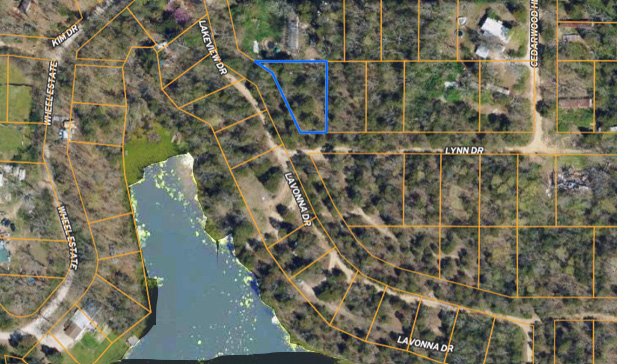 KIM DR.
LAKEVIEW DR
CEDARWOOD H
WHEEL ESTATE
LYNN DR
LAVONNA DR
WHEEL ESTATE
LAVONNA DR